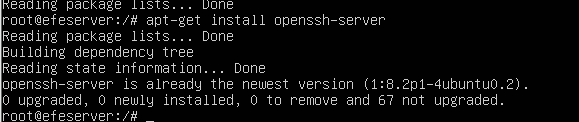 Reading package lists... Done
root@efeserver:/# apt-get install openssh-server
Reading package lists... Done
Building dependency tree
Reading state information... Done
openssh-server is already the newest version (1:8.2p1-4ubuntu0.2).
0 upgraded, 0 newly installed, 0 to remove and 67 not upgraded.
root@efeserver:/# _